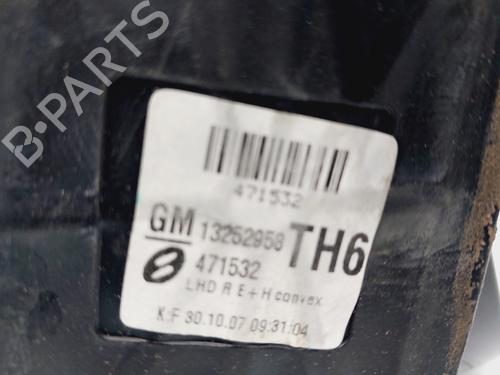 B-PARTS
471532
GM 13252958 TH6
471532
LHD R E+H convex
K:F 30.10.07 09:31:04